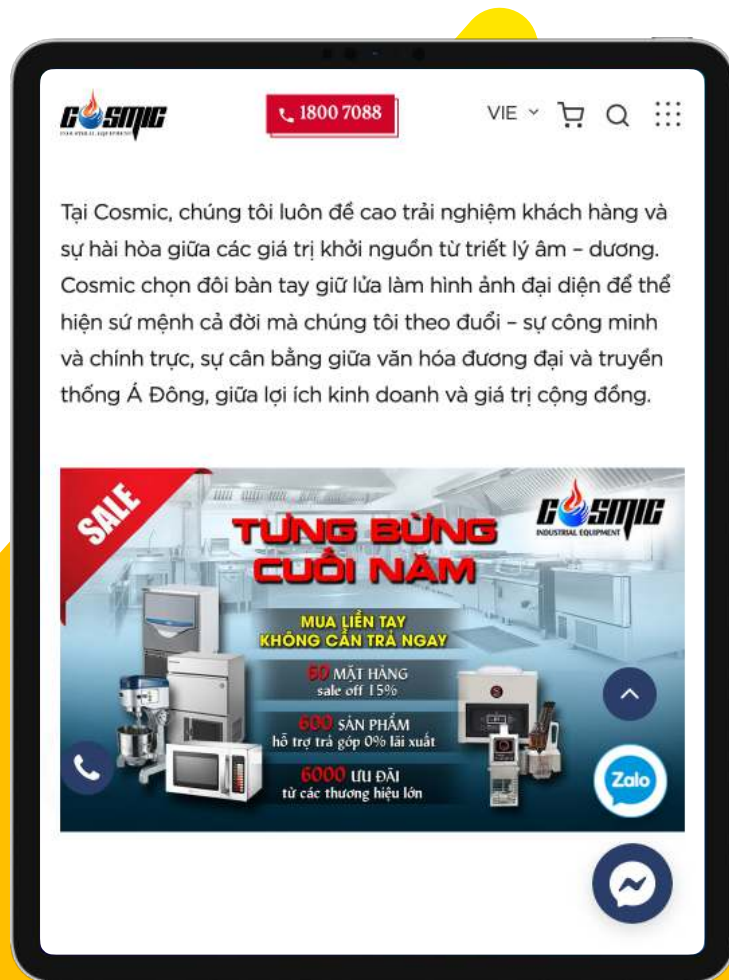 COSMIC
1800 7088
VIE
Tại Cosmic, chúng tôi luôn đề cao trải nghiệm khách hàng và
sự hài hòa giữa các giá trị khởi nguồn từ triết lý âm – dương.
Cosmic chọn đôi bàn tay giữ lửa làm hình ảnh đại diện để thể
hiện sứ mệnh cả đời mà chúng tôi theo đuổi – sự công minh
và chính trực, sự cân bằng giữa văn hóa đương đại và truyền
thống Á Đông, giữa lợi ích kinh doanh và giá trị cộng đồng.
SALE
COSMIC
INDUSTRIAL EQUIPMENT
TƯNG BỪNG
CUỐI NĂM
MUA LIỀN TAY
KHÔNG CẦN TRẢ NGAY
60 MẶT HÀNG
sale off 15%
600 SẢN PHẨM
hỗ trợ trả góp 0% lãi xuất
6000 ƯU ĐÃI
từ các thương hiệu lớn
Zalo